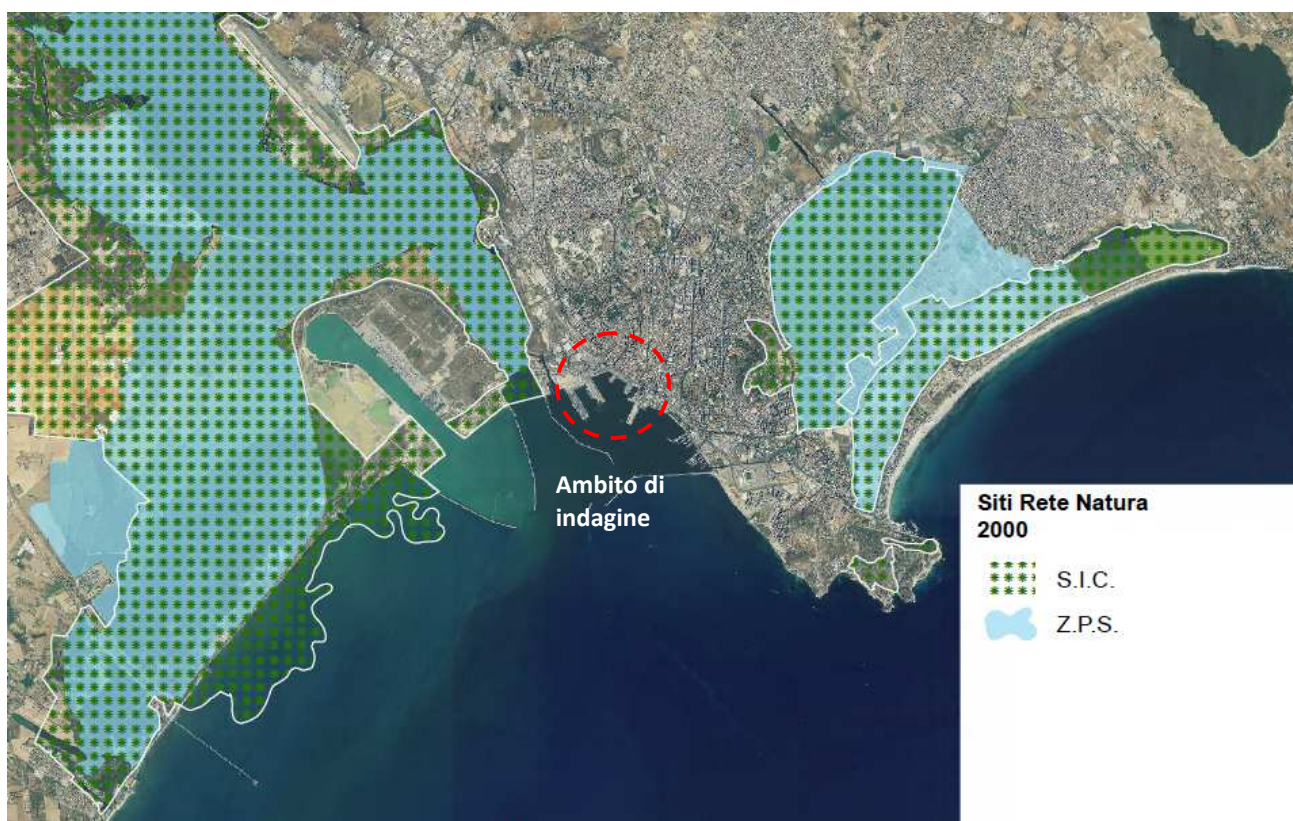 Ambito di
indagine
Siti Rete Natura
2000
S.I.C.
Z.P.S.